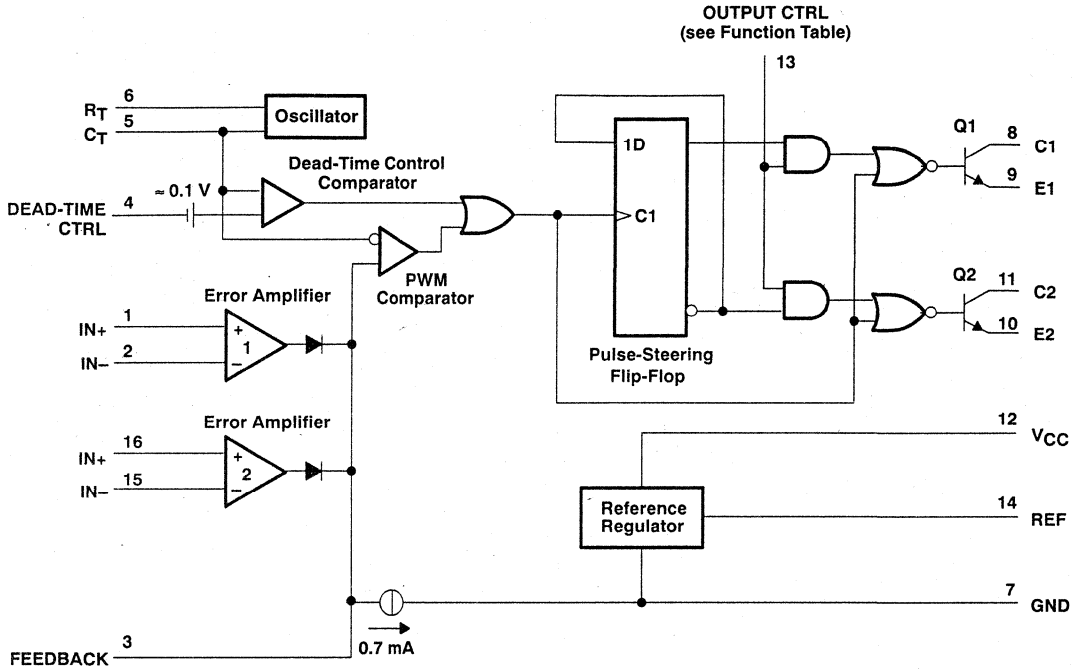 OUTPUT CTRL
(see Function Table)
13
6
RT
5
CT
Oscillator
Dead-Time Control
Comparator
≈ 0.1 V
4
DEAD-TIME
CTRL
PWM
Comparator
1D
C1
Pulse-Steering
Flip-Flop
Q1
8
C1
9
E1
Q2
11
C2
10
E2
Error Amplifier
1
IN+
+
1
2
IN−
−
Error Amplifier
16
IN+
+
2
15
IN−
−
12
VCC
Reference
Regulator
14
REF
7
GND
0.7 mA
3
FEEDBACK